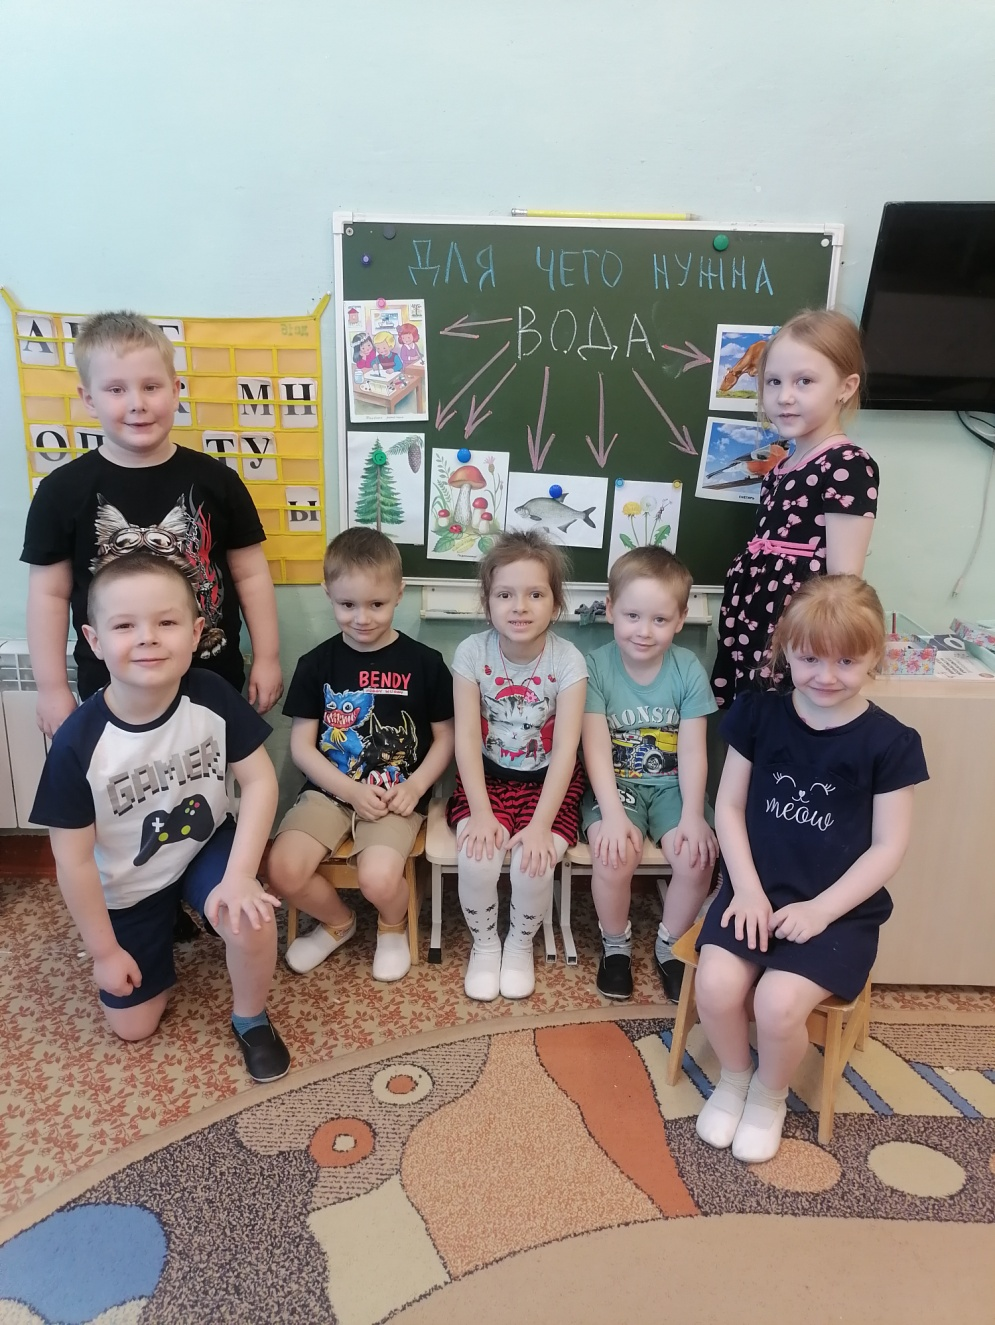 ДЛЯ ЧЕГО НУЖНА
ВОДА
А
М Н
О П Т У
Ы
BENDY
GAMER
MONST
meow